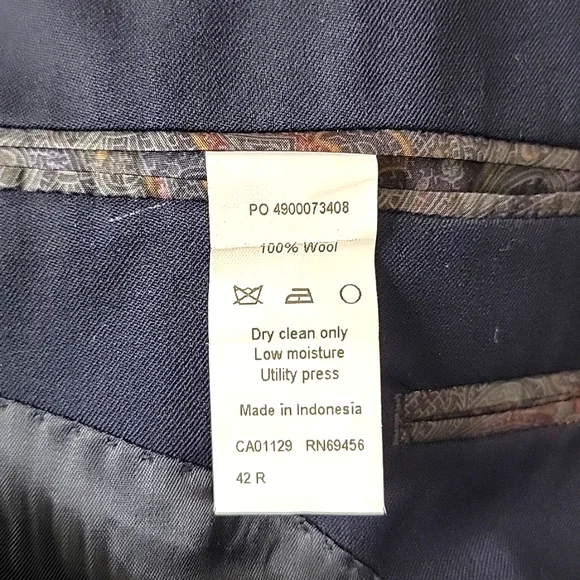 PO 4900073408
100% Wool
Dry clean only
Low moisture
Utility press
Made in Indonesia
CA01129 RN69456
42 R